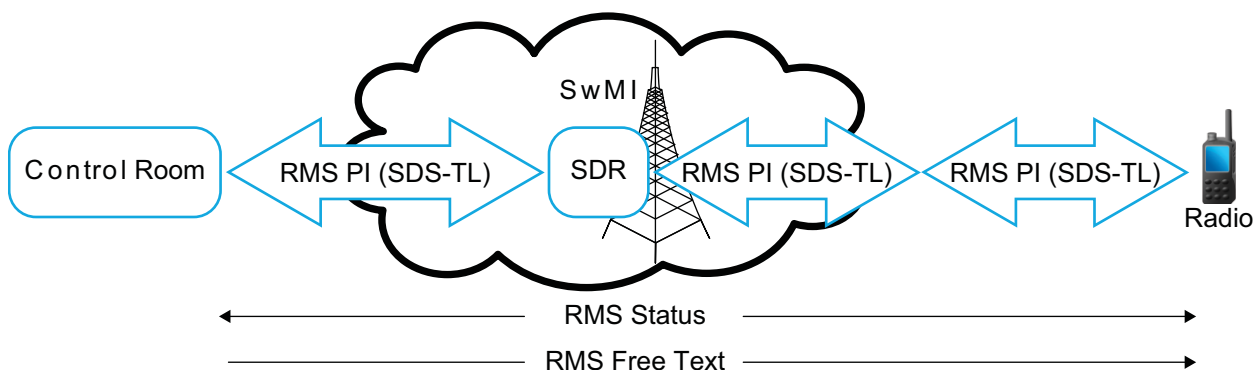 SwMI
Control Room
RMS PI (SDS-TL)
SDR
RMS PI (SDS-TL)
RMS PI (SDS-TL)
Radio
RMS Status
RMS Free Text